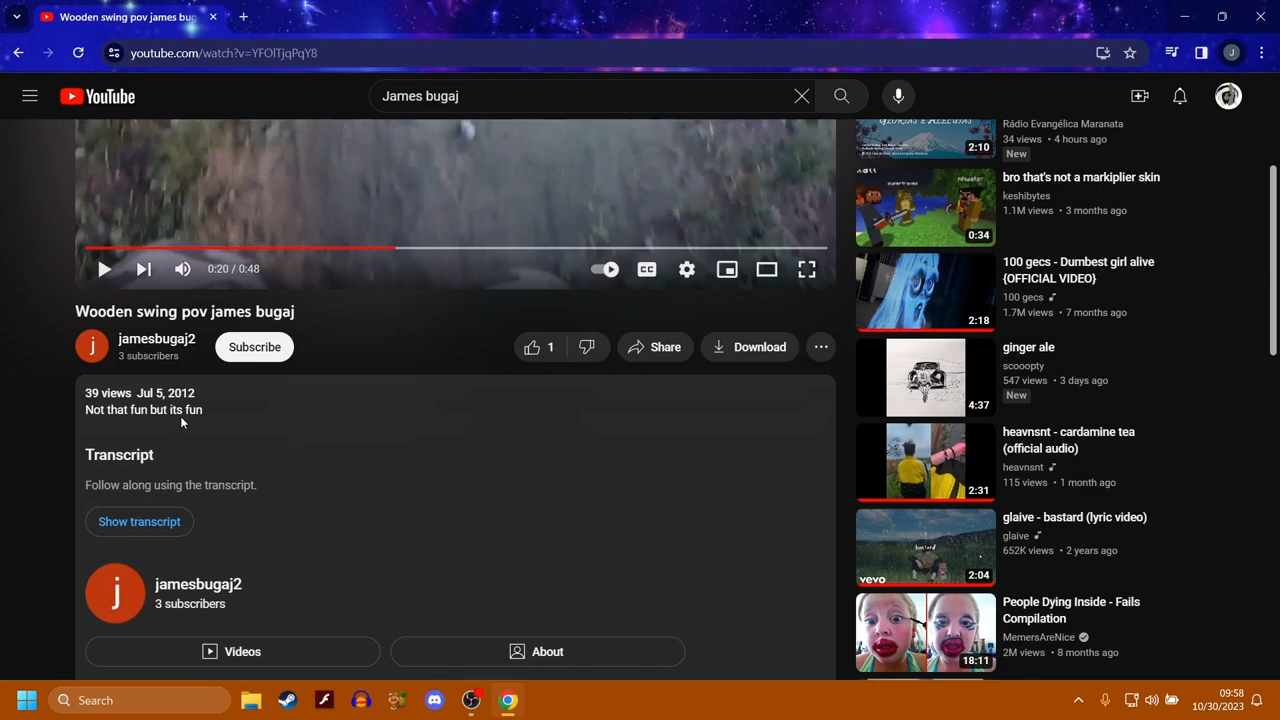 Wooden swing pov james bug
youtube.com/watch?v=YFOlTjqPqY8
J
YouTube
James bugaj
0:20 / 0:48
CC
Wooden swing pov james bugaj
j
jamesbugaj2
3 subscribers
Subscribe
1
Share
Download
39 views Jul 5, 2012
Not that fun but its fun
Transcript
Follow along using the transcript.
Show transcript
j
jamesbugaj2
3 subscribers
Videos
About
2:10
Rádio Evangélica Maranata
34 views • 4 hours ago
New
0:34
bro that's not a markiplier skin
keshibytes
1.1M views • 3 months ago
2:18
100 gecs - Dumbest girl alive
{OFFICIAL VIDEO}
100 gecs
1.7M views • 7 months ago
4:37
ginger ale
scooopty
547 views • 3 days ago
New
2:31
heavnsnt - cardamine tea
(official audio)
heavnsnt
115 views • 1 month ago
bastard
vevo
2:04
glaive - bastard (lyric video)
glaive
652K views • 2 years ago
18:11
People Dying Inside - Fails
Compilation
MemersAreNice
2M views • 8 months ago
Search
09:58
10/30/2023